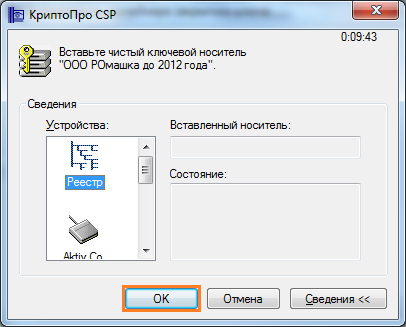 КриптоПро CSP
0:09:43
Вставьте чистый ключевой носитель
"ООО РОмашка до 2012 года".
Сведения
Устройства:
Реестр
Aktiv Co
Вставленный носитель:
Состояние:
OK
Отмена
Сведения <<